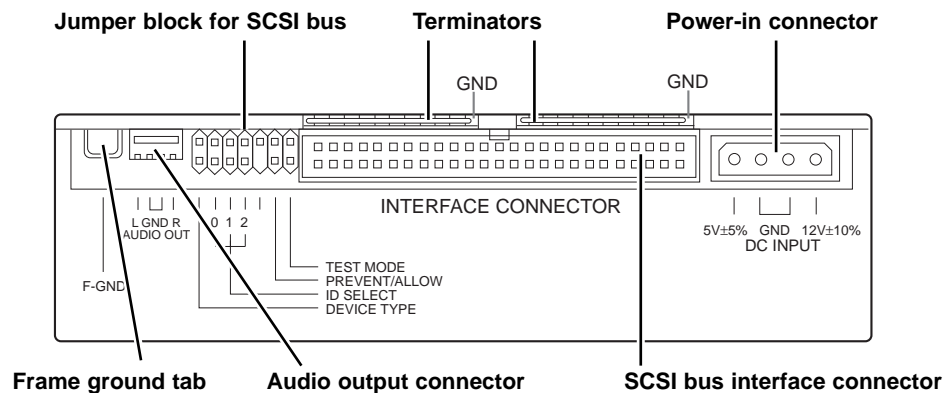 Jumper block for SCSI bus
Terminators
Power-in connector
GND
GND
INTERFACE CONNECTOR
L GND R
AUDIO OUT
0 1 2
5V±5% GND 12V±10%
DC INPUT
F-GND
TEST MODE
PREVENT/ALLOW
ID SELECT
DEVICE TYPE
Frame ground tab
Audio output connector
SCSI bus interface connector